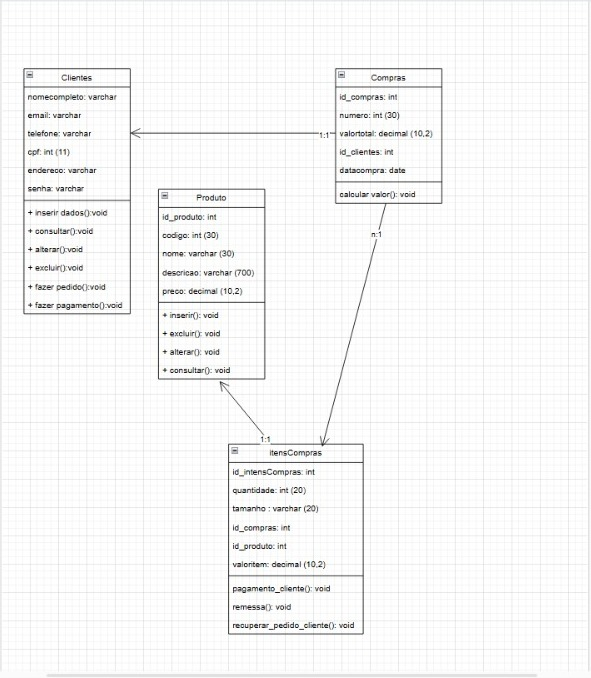 Clientes
nomecompleto: varchar
email: varchar
telefone: varchar
cpf: int (11)
endereco: varchar
senha: varchar
+ inserir dados():void
+ consultar():void
+ alterar():void
+ excluir():void
+ fazer pedido():void
+ fazer pagamento():void
1:1
Compras
id_compras: int
numero: int (30)
valortotal: decimal (10,2)
id_clientes: int
datacompra: date
calcular valor(): void
n:1
Produto
id_produto: int
codigo: int (30)
nome: varchar (30)
descricao: varchar (700)
preco: decimal (10,2)
+ inserir(): void
+ excluir(): void
+ alterar(): void
+ consultar(): void
1:1
itensCompras
id_intensCompras: int
quantidade: int (20)
tamanho : varchar (20)
id_compras: int
id_produto: int
valoritem: decimal (10,2)
pagamento_cliente(): void
remessa(): void
recuperar_pedido_cliente(): void